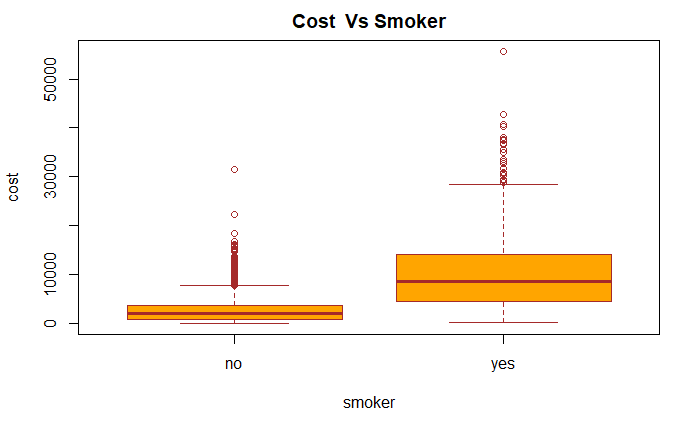 Cost  Vs Smoker
cost
50000
30000
10000
0
no yes
smoker